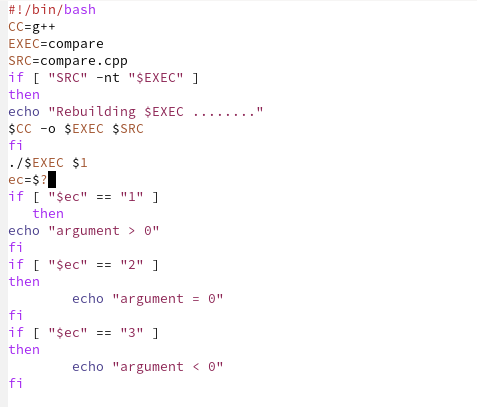 #!/bin/bash
CC=g++
EXEC=compare
SRC=compare.cpp
if [ "SRC" -nt "$EXEC" ]
then
echo "Rebuilding $EXEC ........"
$CC -o $EXEC $SRC
fi
./$EXEC $1
ec=$?
if [ "$ec" == "1" ]
   then
echo "argument > 0"
fi
if [ "$ec" == "2" ]
then
        echo "argument = 0"
fi
if [ "$ec" == "3" ]
then
        echo "argument < 0"
fi